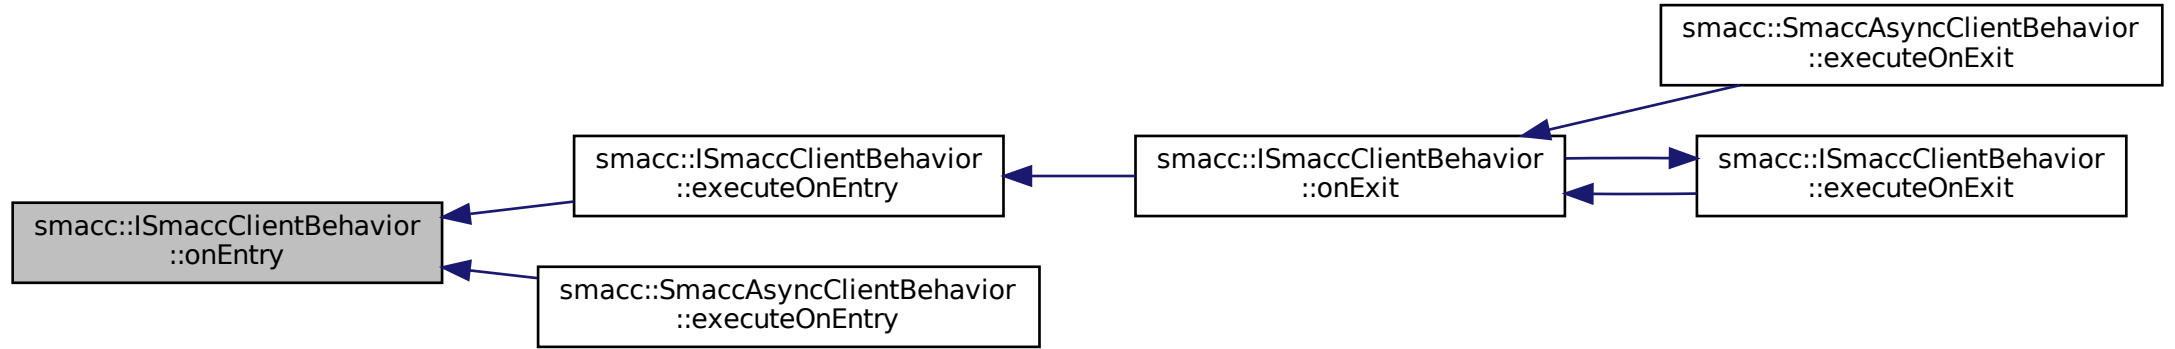 smacc::SmaccAsyncClientBehavior
::executeOnExit
smacc::ISmaccClientBehavior
::executeOnEntry
smacc::ISmaccClientBehavior
::onExit
smacc::ISmaccClientBehavior
::executeOnExit
smacc::ISmaccClientBehavior
::onEntry
smacc::SmaccAsyncClientBehavior
::executeOnEntry